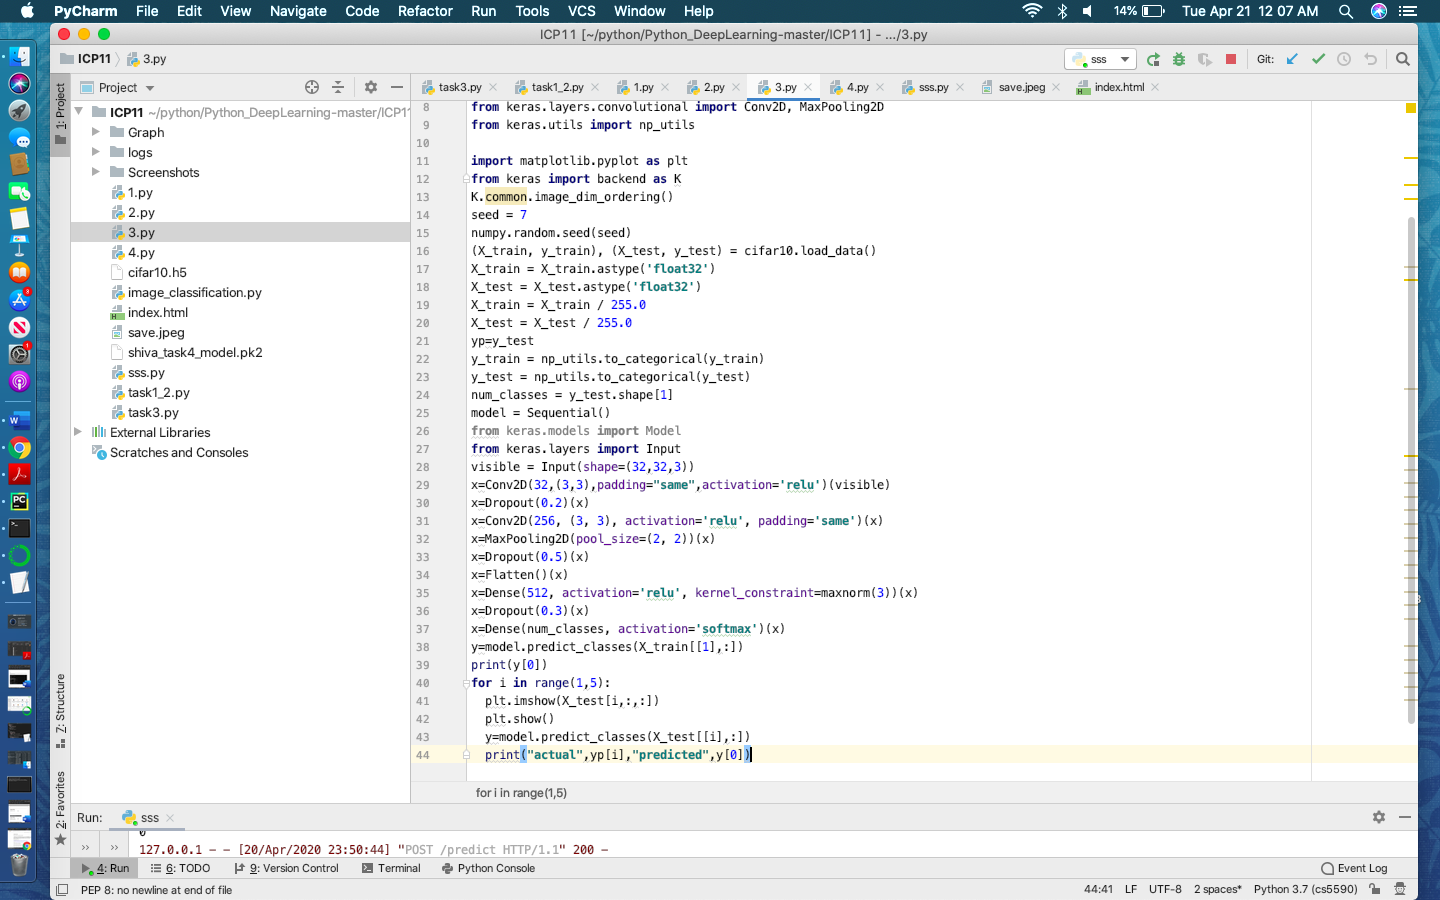 PyCharm File Edit View Navigate Code Refactor Run Tools VCS Window Help 14% Tue Apr 21 12 07 AM
ICP11 [~/python/Python_DeepLearning-master/ICP11] - .../3.py
ICP11 3.py sss Git:
1: Project
Project
task3.py task1_2.py 1.py 2.py 3.py 4.py sss.py save.jpeg index.html
ICP11 ~/python/Python_DeepLearning-master/ICP1
Graph
logs
Screenshots
1.py
2.py
3.py
4.py
cifar10.h5
image_classification.py
index.html
save.jpeg
shiva_task4_model.pk2
sss.py
task1_2.py
task3.py
External Libraries
Scratches and Consoles
8 from keras.layers.convolutional import Conv2D, MaxPooling2D
9 from keras.utils import np_utils
10
11 import matplotlib.pyplot as plt
12 from keras import backend as K
13 K.common.image_dim_ordering()
14 seed = 7
15 numpy.random.seed(seed)
16 (X_train, y_train), (X_test, y_test) = cifar10.load_data()
17 X_train = X_train.astype('float32')
18 X_test = X_test.astype('float32')
19 X_train = X_train / 255.0
20 X_test = X_test / 255.0
21 yp=y_test
22 y_train = np_utils.to_categorical(y_train)
23 y_test = np_utils.to_categorical(y_test)
24 num_classes = y_test.shape[1]
25 model = Sequential()
26 from keras.models import Model
27 from keras.layers import Input
28 visible = Input(shape=(32,32,3))
29 x=Conv2D(32,(3,3),padding="same",activation='relu')(visible)
30 x=Dropout(0.2)(x)
31 x=Conv2D(256, (3, 3), activation='relu', padding='same')(x)
32 x=MaxPooling2D(pool_size=(2, 2))(x)
33 x=Dropout(0.5)(x)
34 x=Flatten()(x)
35 x=Dense(512, activation='relu', kernel_constraint=maxnorm(3))(x)
36 x=Dropout(0.3)(x)
37 x=Dense(num_classes, activation='softmax')(x)
38 y=model.predict_classes(X_train[[1],:])
39 print(y[0])
40 for i in range(1,5):
41 plt.imshow(X_test[i,:,:])
42 plt.show()
43 y=model.predict_classes(X_test[[i],:])
44 print("actual",yp[i],"predicted",y[0])
for i in range(1,5)
Z: Structure
2: Favorites
Run: sss
0
127.0.0.1 - - [20/Apr/2020 23:50:44] "POST /predict HTTP/1.1" 200 -
4: Run 6: TODO 9: Version Control Terminal Python Console Event Log
PEP 8: no newline at end of file 44:41 LF UTF-8 2 spaces* Python 3.7 (cs5590)